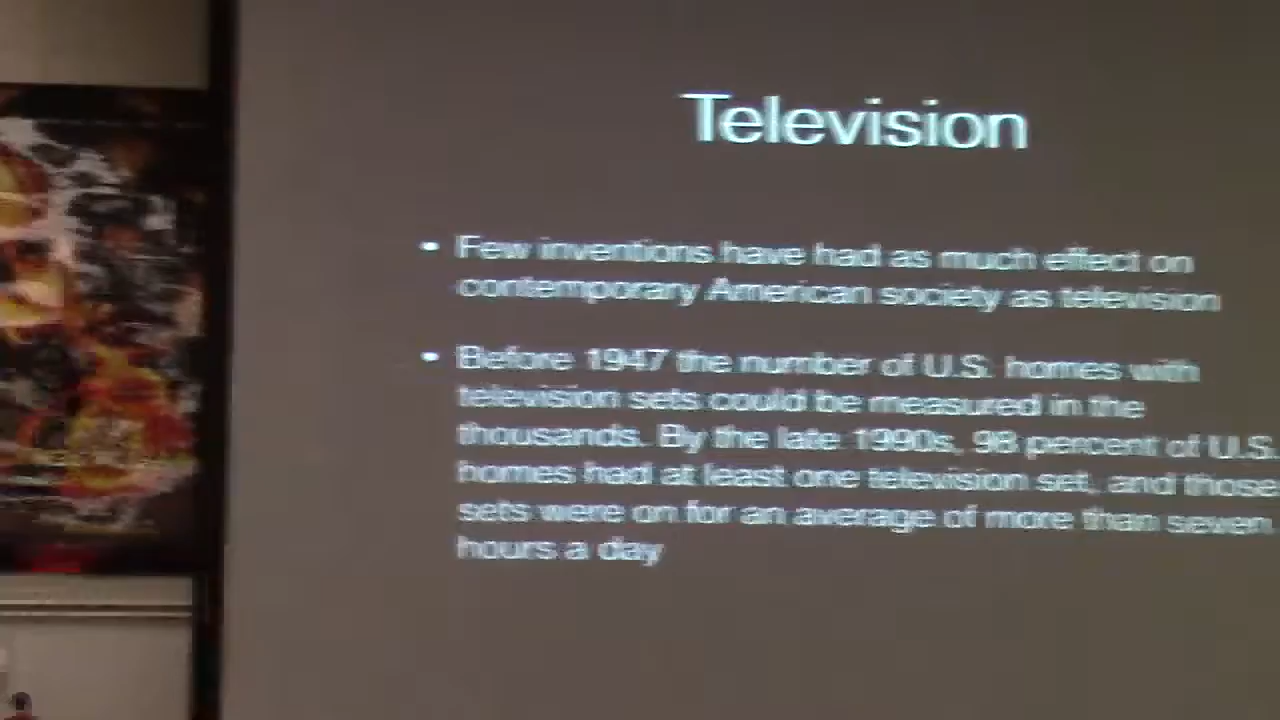 Television
• Few inventions have had as much effect on
contemporary American society as television
• Before 1947 the number of U.S. homes with
television sets could be measured in the
thousands. By the late 1990s, 98 percent of U.S.
homes had at least one television set, and those
sets were on for an average of more than seven
hours a day